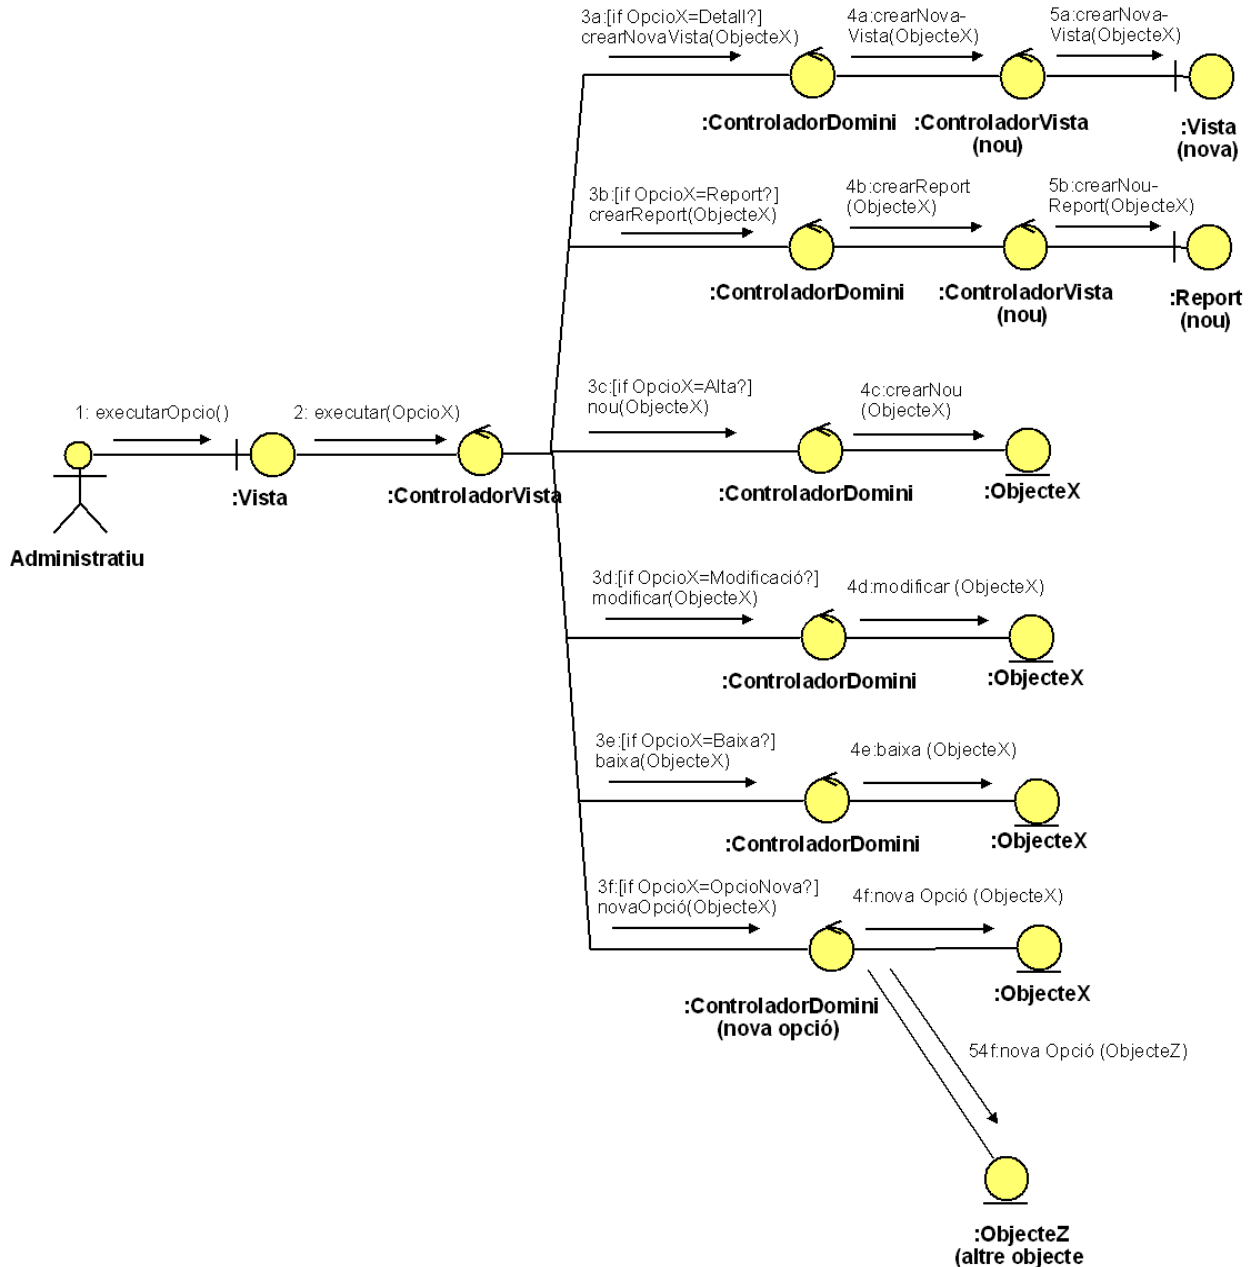 3a:[if OpcioX=Detall?]
crearNovaVista(ObjecteX)
4a:crearNova-
Vista(ObjecteX)
5a:crearNova-
Vista(ObjecteX)
:ControladorDomini
:ControladorVista
(nou)
:Vista
(nova)
3b:[if OpcioX=Report?]
crearReport(ObjecteX)
4b:crearReport
(ObjecteX)
5b:crearNou-
Report(ObjecteX)
:ControladorDomini
:ControladorVista
(nou)
:Report
(nou)
1: executarOpcio()
2: executar(OpcioX)
3c:[if OpcioX=Alta?]
nou(ObjecteX)
4c:crearNou
(ObjecteX)
Administratiu
:Vista
:ControladorVista
:ControladorDomini
:ObjecteX
3d:[if OpcioX=Modificació?]
modificar(ObjecteX)
4d:modificar (ObjecteX)
:ControladorDomini
:ObjecteX
3e:[if OpcioX=Baixa?]
baixa(ObjecteX)
4e:baixa (ObjecteX)
:ControladorDomini
:ObjecteX
3f:[if OpcioX=OpcioNova?]
novaOpció(ObjecteX)
4f:nova Opció (ObjecteX)
:ControladorDomini
(nova opció)
:ObjecteX
54f:nova Opció (ObjecteZ)
:ObjecteZ
(altre objecte